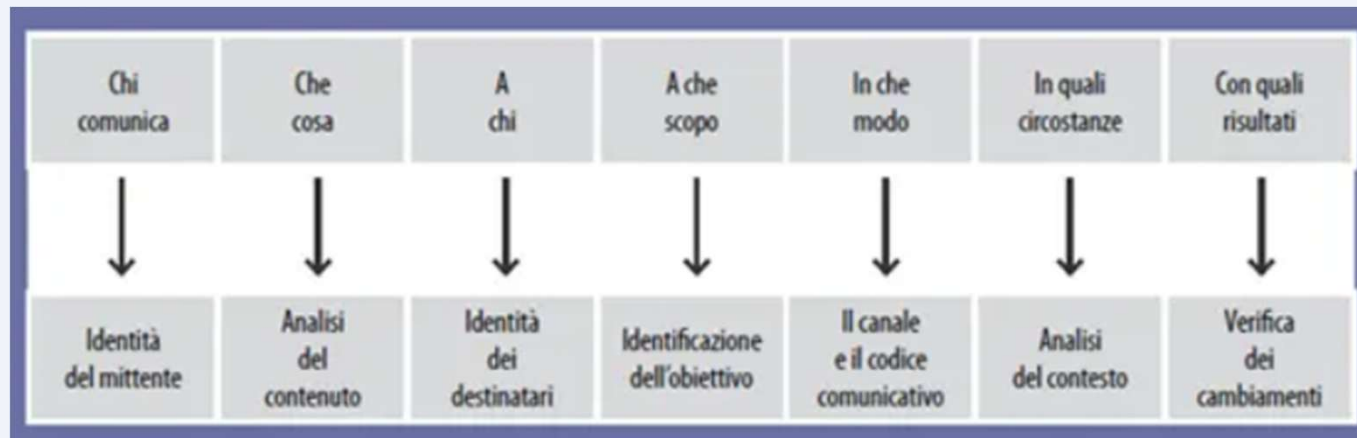 Chi
comunica
Che
cosa
A
chi
A che
scopo
In che
modo
In quali
circostanze
Con quali
risultati
Identità
del mittente
Analisi
del
contenuto
Identità
dei
destinatari
Identificazione
dell'obiettivo
Il canale
e il codice
comunicativo
Analisi
del contesto
Verifica
dei
cambiamenti